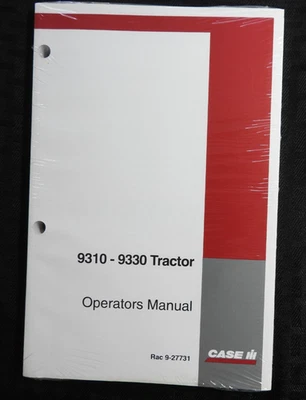 9310 - 9330 Tractor
Operators Manual
Rac 9-27731
CASE IH